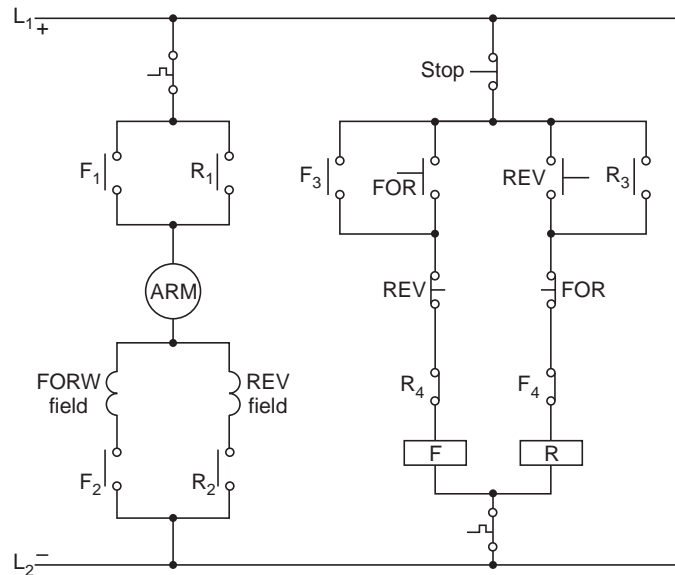 L1 +
Stop
F1
R1
F3
FOR
REV
R3
ARM
REV
FOR
FORW
field
REV
field
R4
F4
F
R
F2
R2
L2 −